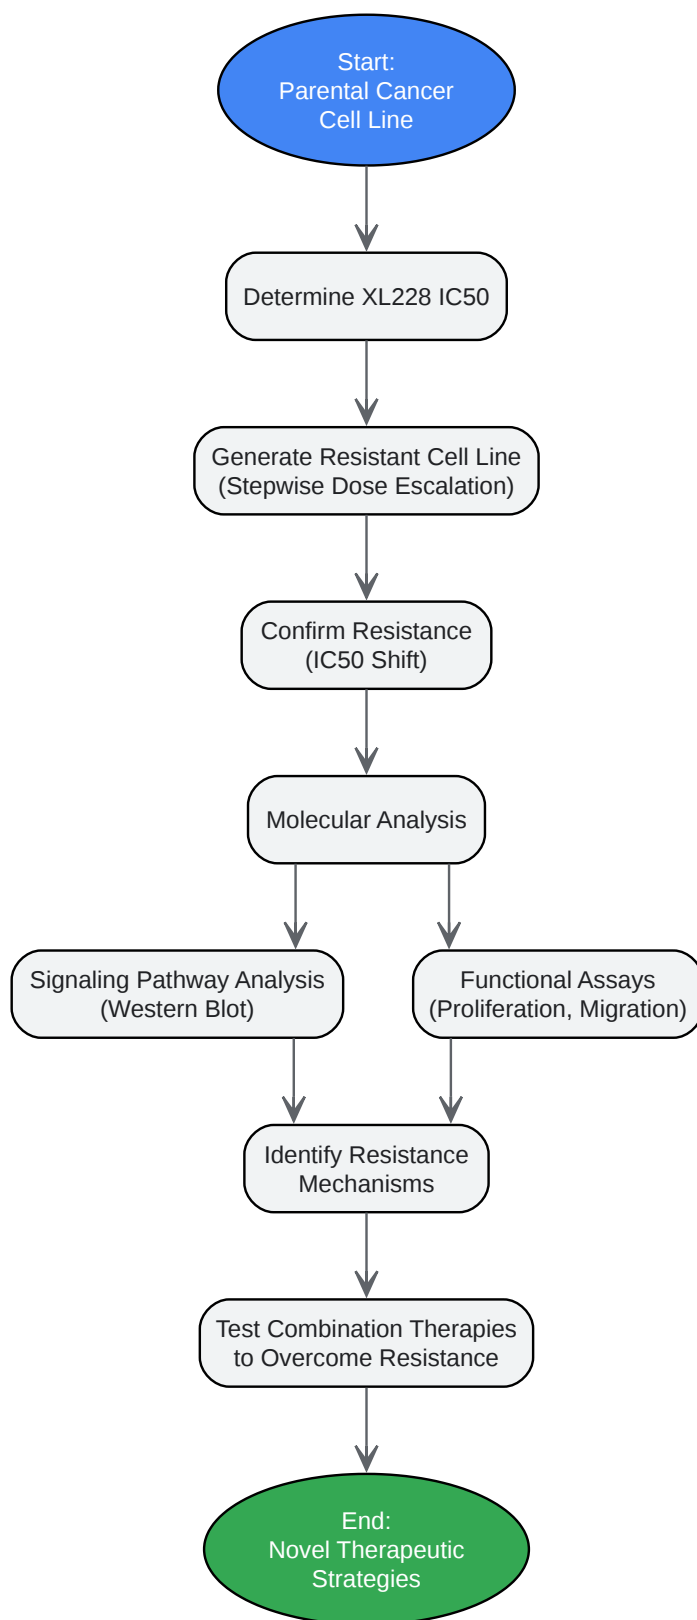 Start:
Parental Cancer
Cell Line
Determine XL228 IC50
Generate Resistant Cell Line
(Stepwise Dose Escalation)
Confirm Resistance
(IC50 Shift)
Molecular Analysis
Signaling Pathway Analysis
(Western Blot)
Functional Assays
(Proliferation, Migration)
Identify Resistance
Mechanisms
Test Combination Therapies
to Overcome Resistance
End:
Novel Therapeutic
Strategies